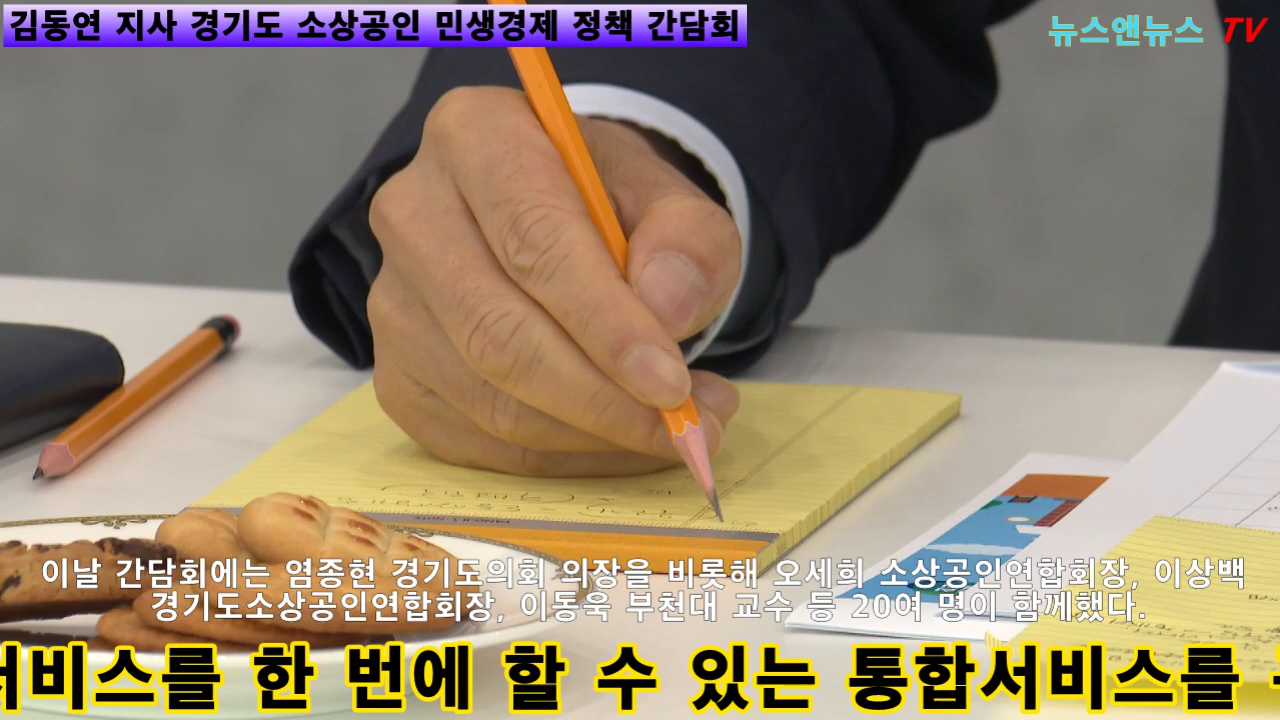 김동연 지사 경기도 소상공인 민생경제 정책 간담회
뉴스앤뉴스 TV
이날 간담회에는 염종현 경기도의회 의장을 비롯해 오세희 소상공인연합회장, 이상백
경기도소상공인연합회장, 이동욱 부천대 교수 등 20여 명이 함께했다.
서비스를 한 번에 할 수 있는 통합서비스를